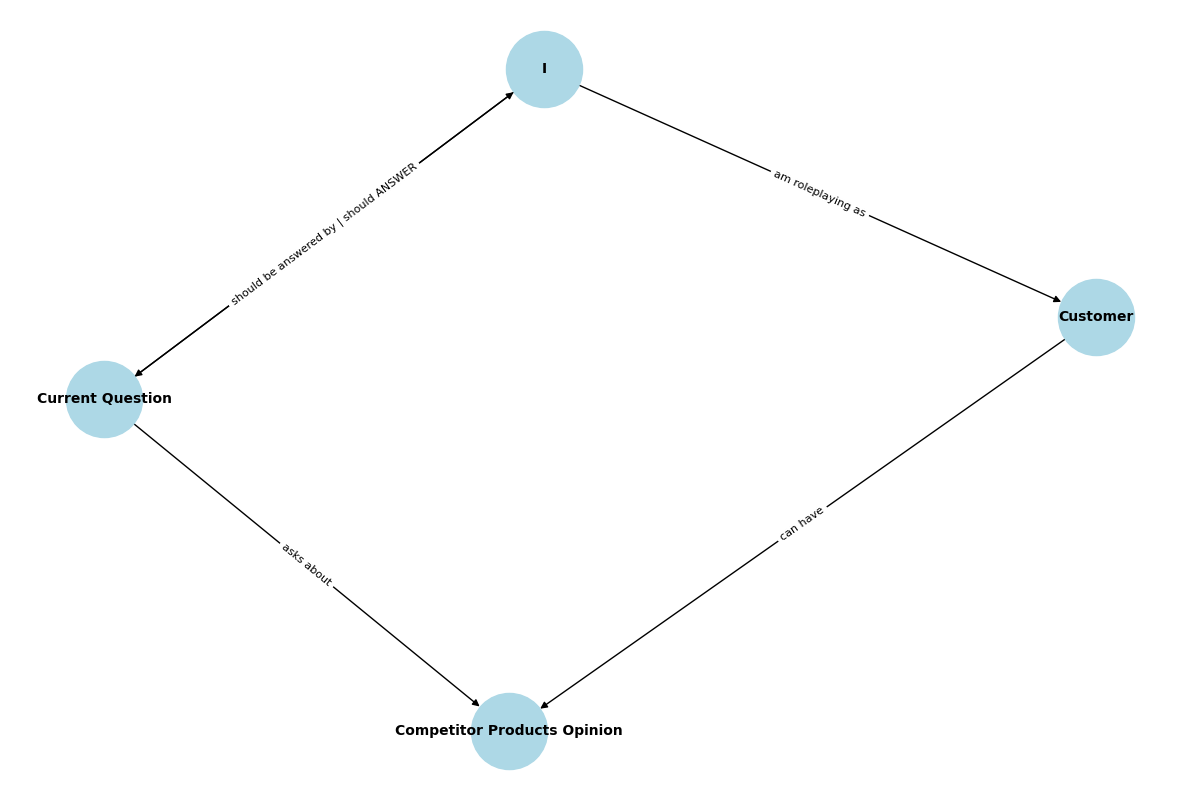 I
am roleplaying as
should be answered by | should ANSWER
Customer
Current Question
can have
asks about
Competitor Products Opinion